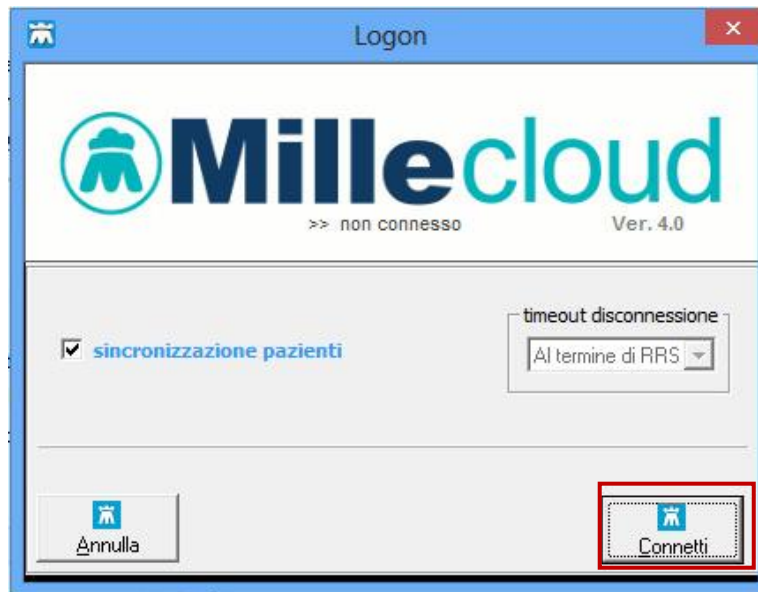 Logon
Millecloud
>> non connesso
Ver. 4.0
timeout disconnessione
sincronizzazione pazienti
Al termine di RRS
Annulla
Connetti